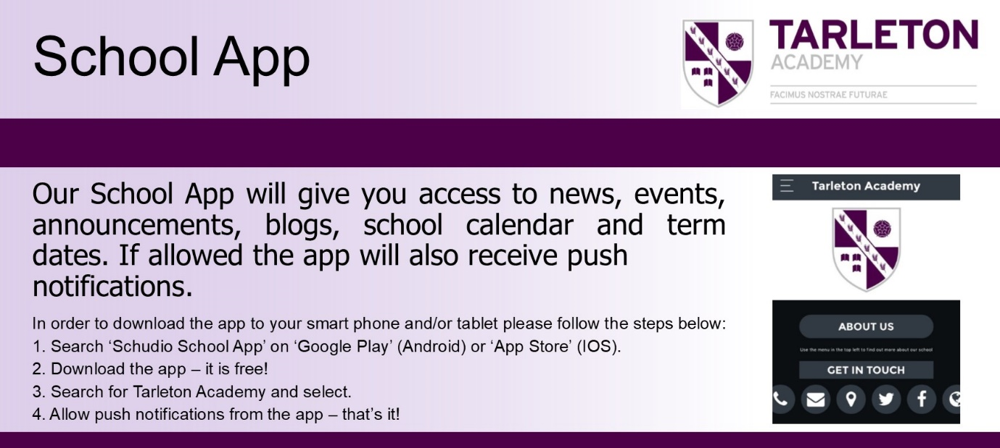 School App
TARLETON
ACADEMY
FACIMUS NOSTRAE FUTURAE
Our School App will give you access to news, events,
announcements, blogs, school calendar and term
dates. If allowed the app will also receive push
notifications.
In order to download the app to your smart phone and/or tablet please follow the steps below:
1. Search ‘Schudio School App’ on ‘Google Play’ (Android) or ‘App Store’ (IOS).
2. Download the app – it is free!
3. Search for Tarleton Academy and select.
4. Allow push notifications from the app – that’s it!
Tarleton Academy
ABOUT US
Use the menu in the top left to find out more about our school
GET IN TOUCH